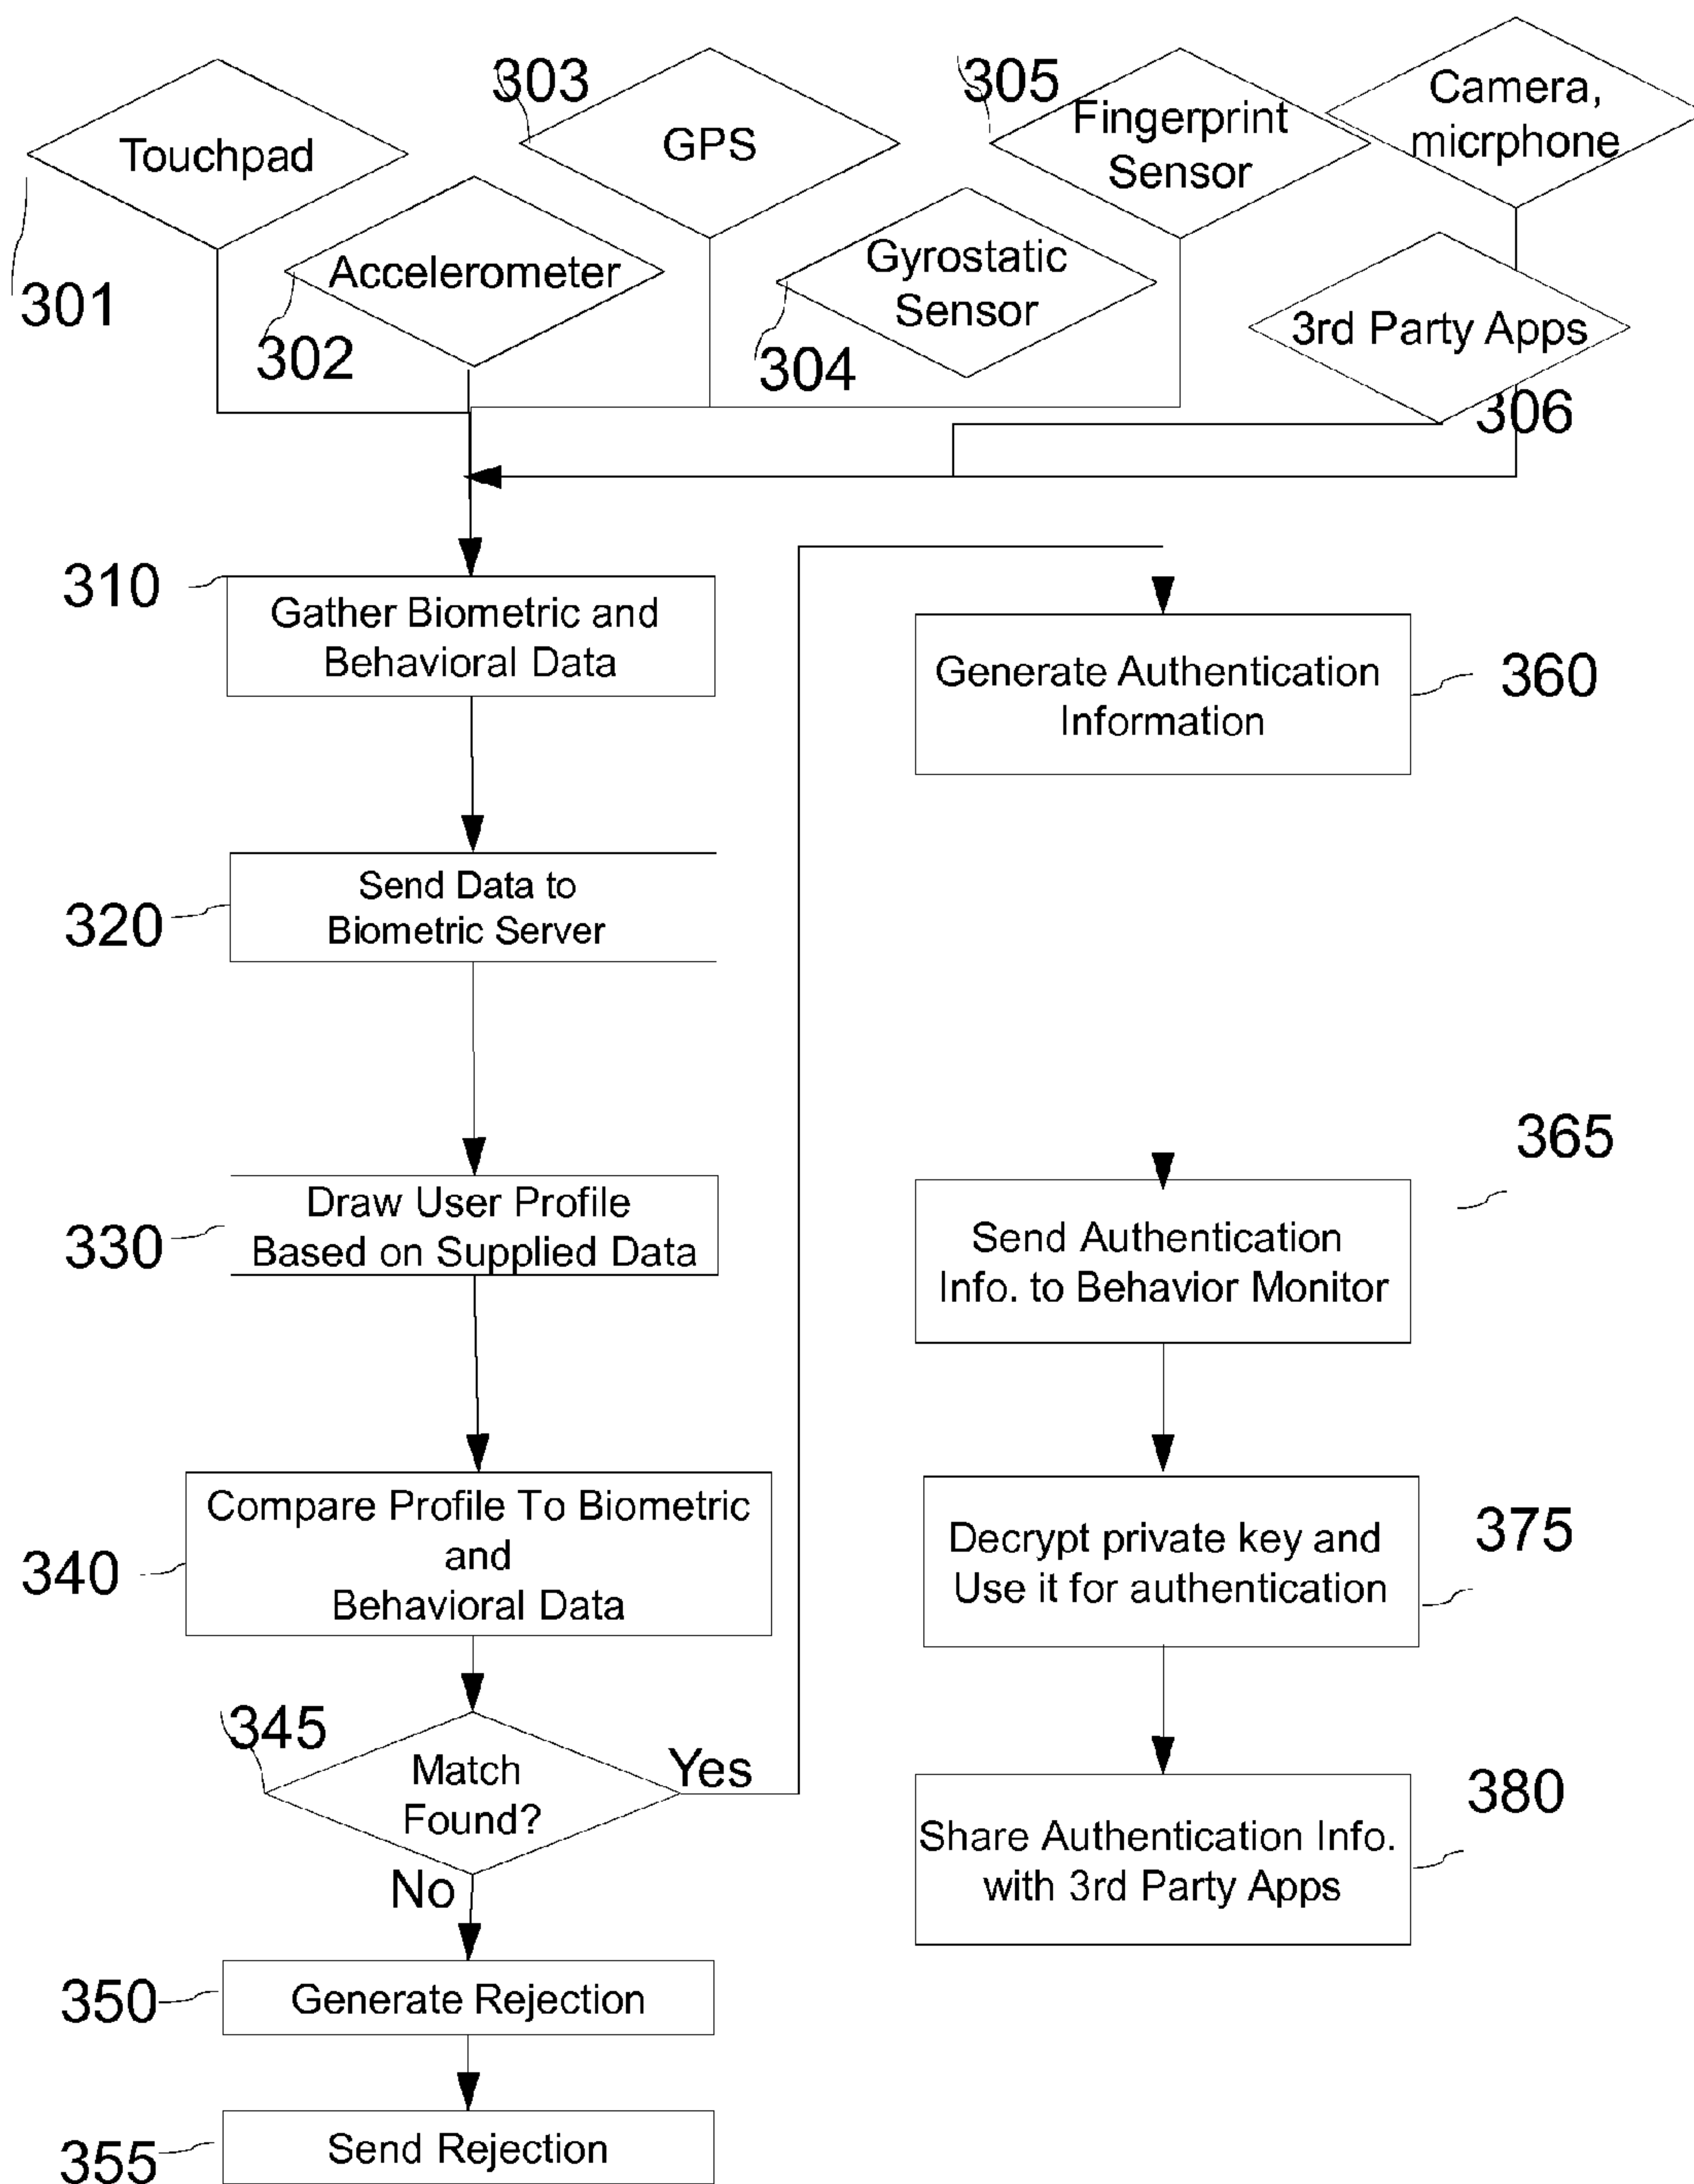 303
305
Camera,
micrphone
Touchpad
GPS
Fingerprint
Sensor
301
Accelerometer
302
Gyrostatic
Sensor
304
3rd Party Apps
306
310
Gather Biometric and
Behavioral Data
Generate Authentication
Information
360
320
Send Data to
Biometric Server
365
330
Draw User Profile
Based on Supplied Data
Send Authentication
Info. to Behavior Monitor
340
Compare Profile To Biometric
and
Behavioral Data
Decrypt private key and
Use it for authentication
375
345
Match
Found?
Yes
No
Share Authentication Info.
with 3rd Party Apps
380
350
Generate Rejection
355
Send Rejection